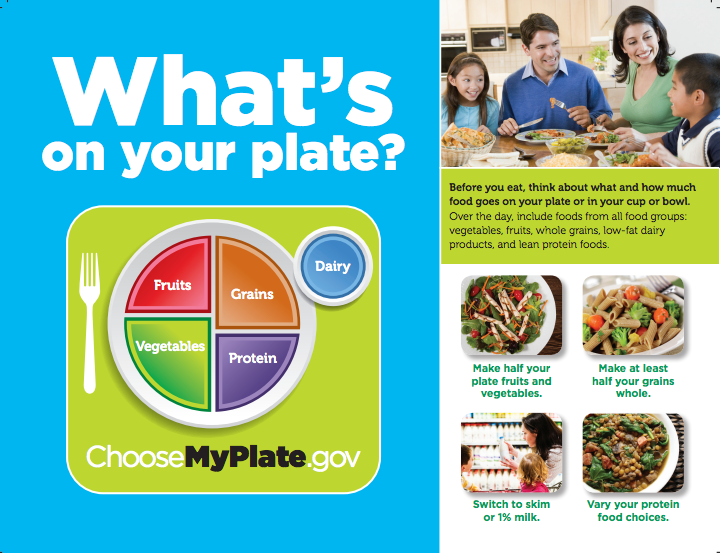 What's
on your plate?
Fruits
Grains
Dairy
Vegetables
Protein
ChooseMyPlate.gov
Before you eat, think about what and how much
food goes on your plate or in your cup or bowl.
Over the day, include foods from all food groups:
vegetables, fruits, whole grains, low-fat dairy
products, and lean protein foods.
Make half your
plate fruits and
vegetables.
Make at least
half your grains
whole.
Switch to skim
or 1% milk.
Vary your protein
food choices.